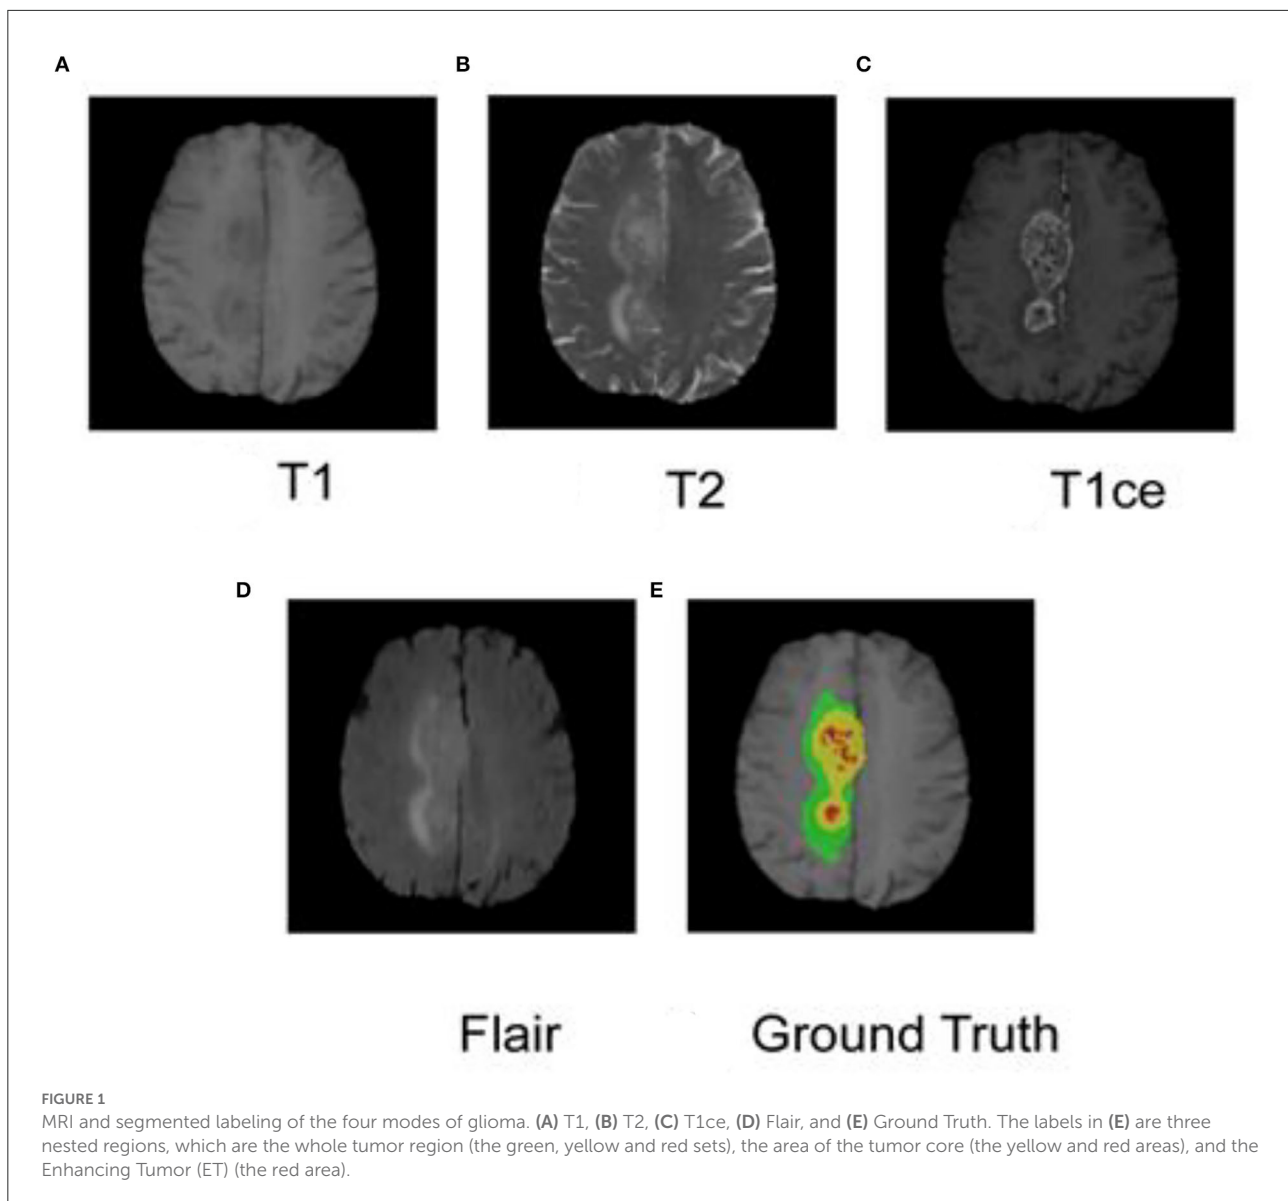 A
B
C
T1
T2
T1ce
D
E
Flair
Ground Truth
FIGURE 1
MRI and segmented labeling of the four modes of glioma. (A) T1, (B) T2, (C) T1ce, (D) Flair, and (E) Ground Truth. The labels in (E) are three
nested regions, which are the whole tumor region (the green, yellow and red sets), the area of the tumor core (the yellow and red areas), and the
Enhancing Tumor (ET) (the red area).